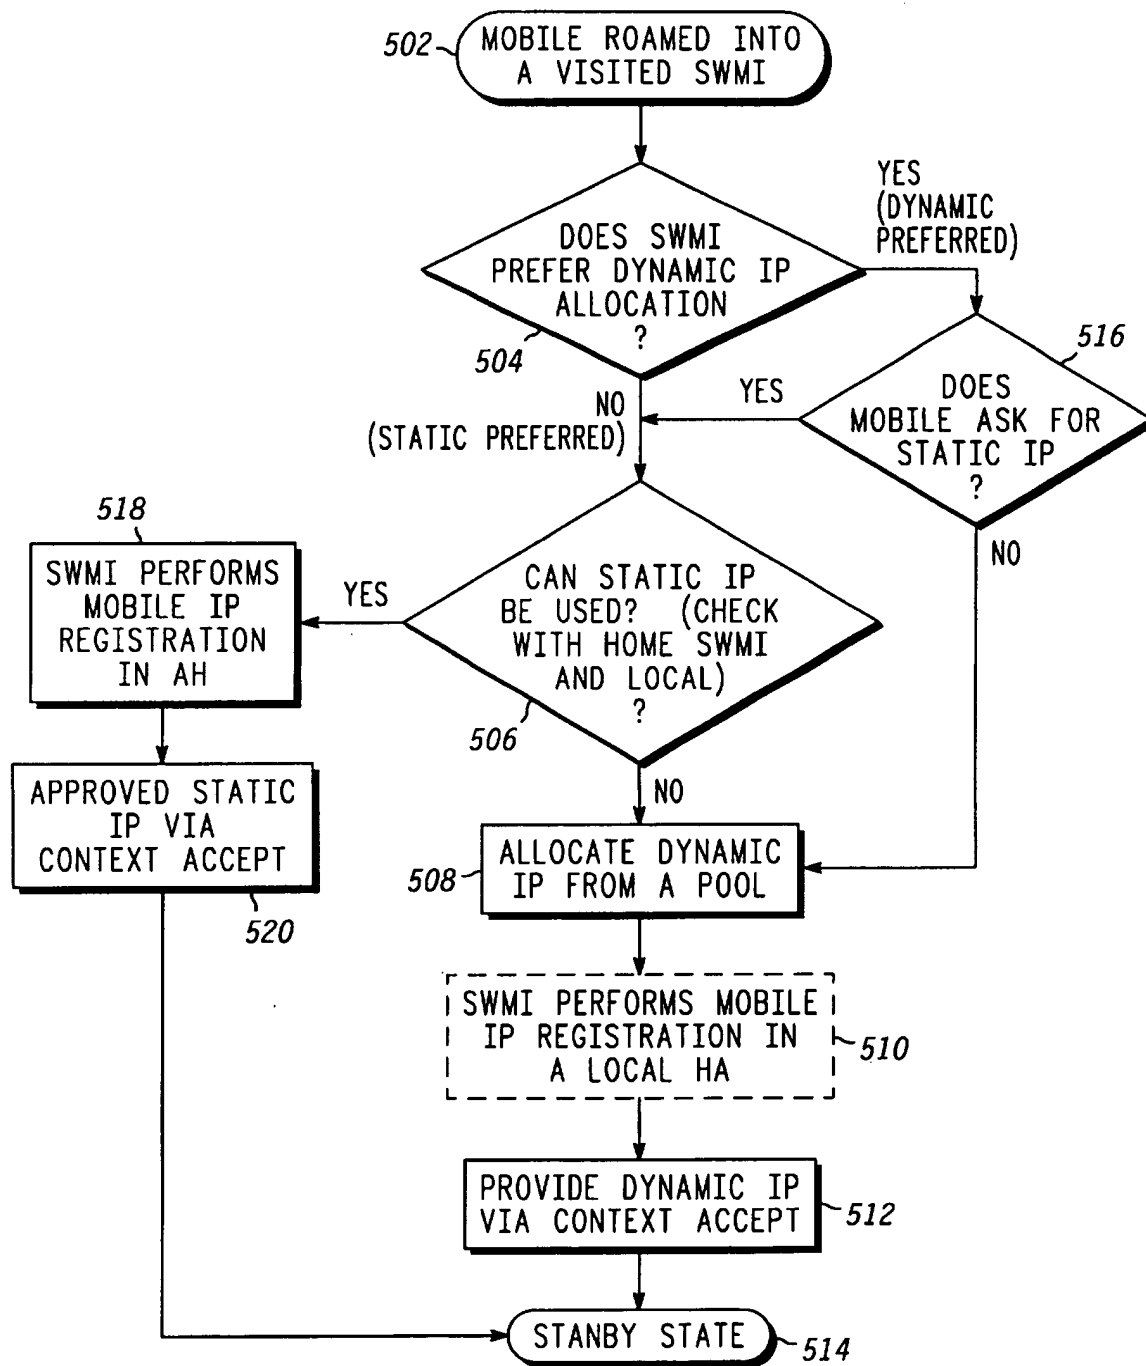 502
MOBILE ROAMED INTO
A VISITED SWMI
YES
(DYNAMIC
PREFERRED)
DOES SWMI
PREFER DYNAMIC IP
ALLOCATION
?
504
516
DOES
MOBILE ASK FOR
STATIC IP
?
YES
NO
(STATIC PREFERRED)
NO
518
SWMI PERFORMS
MOBILE IP
REGISTRATION
IN AH
YES
CAN STATIC IP
BE USED? (CHECK
WITH HOME SWMI
AND LOCAL)
?
506
NO
APPROVED STATIC
IP VIA
CONTEXT ACCEPT
520
508
ALLOCATE DYNAMIC
IP FROM A POOL
SWMI PERFORMS MOBILE
IP REGISTRATION IN
A LOCAL HA
510
PROVIDE DYNAMIC IP
VIA CONTEXT ACCEPT
512
STANBY STATE
514